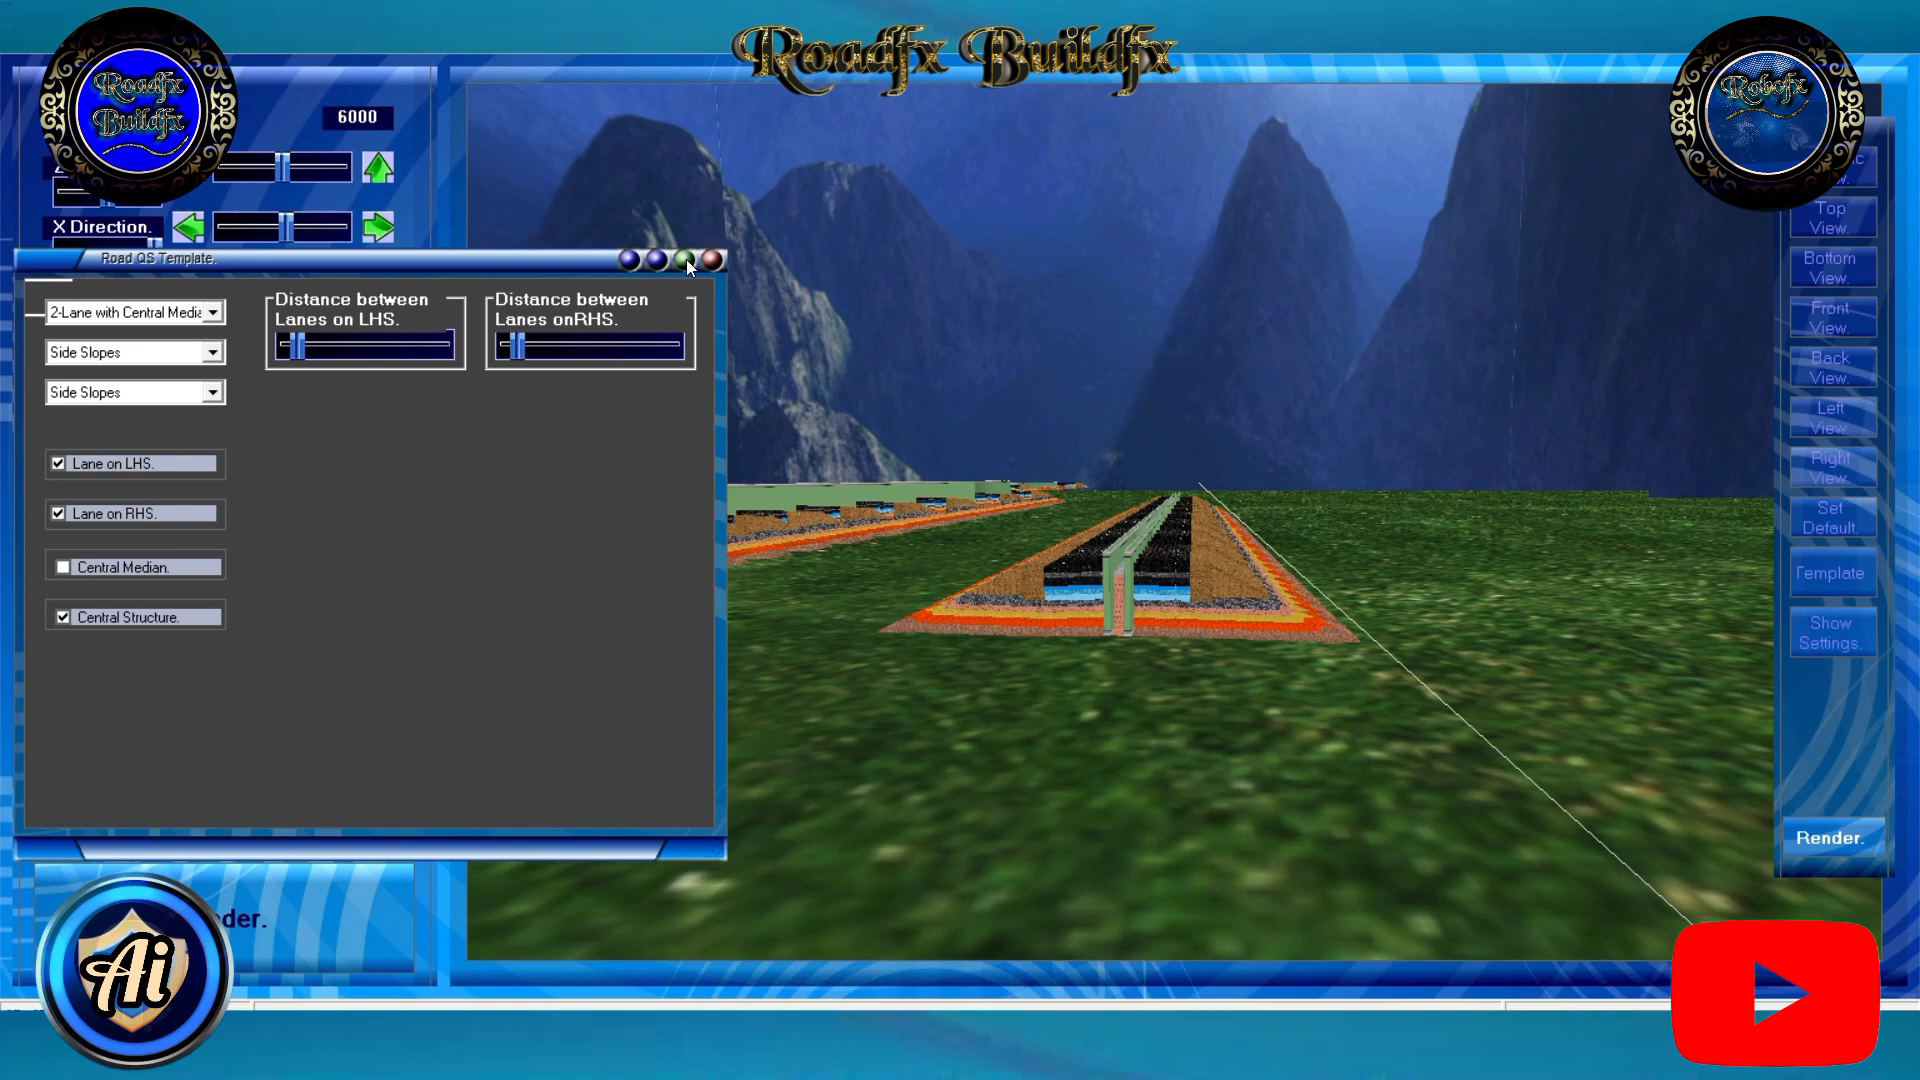 Roadfx Buildfx
Roadfx
Buildfx
Robofx
6000
X Direction.
Road QS Template.
2-Lane with Central Media
Side Slopes
Side Slopes
Distance between
Lanes on LHS.
Distance between
Lanes onRHS.
Lane on LHS.
Lane on RHS.
Central Median.
Central Structure.
Top
View.
Bottom
View.
Front
View.
Back
View.
Left
View.
Right
View.
Set
Default.
Template
Show
Settings.
Render.
der.
Ai